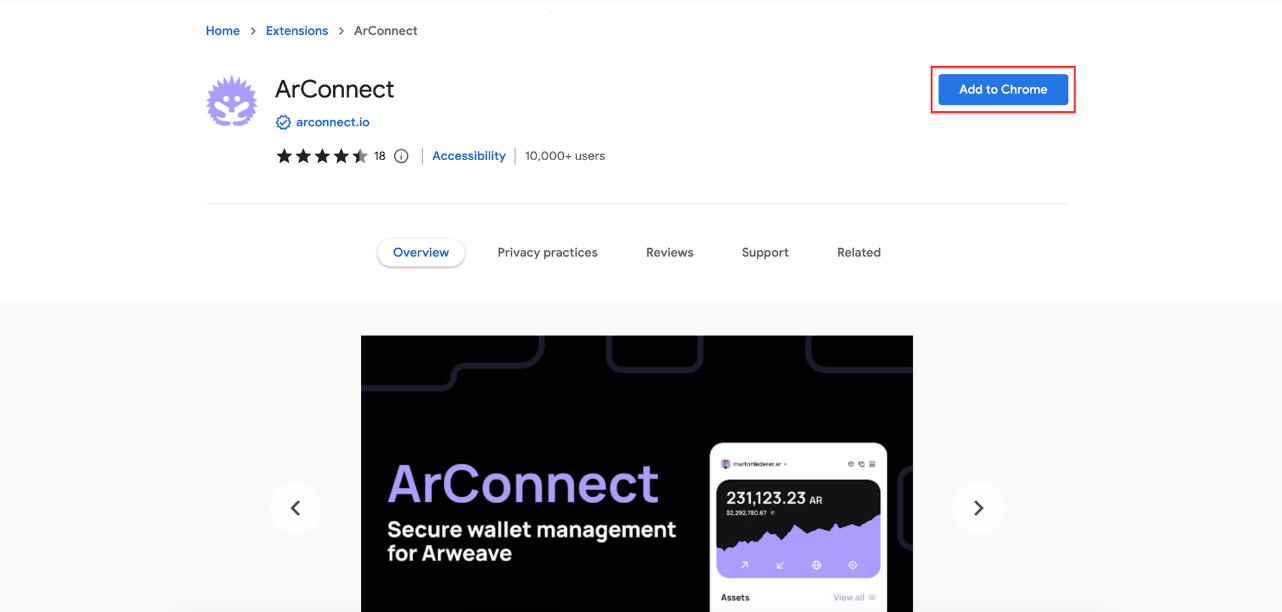 Home > Extensions > ArConnect
ArConnect
Add to Chrome
arconnect.io
18 Accessibility 10,000+ users
Overview Privacy practices Reviews Support Related
ArConnect
Secure wallet management
for Arweave
martonlederer.ar
231,123.23 AR
$2,292,780.67
Assets View all